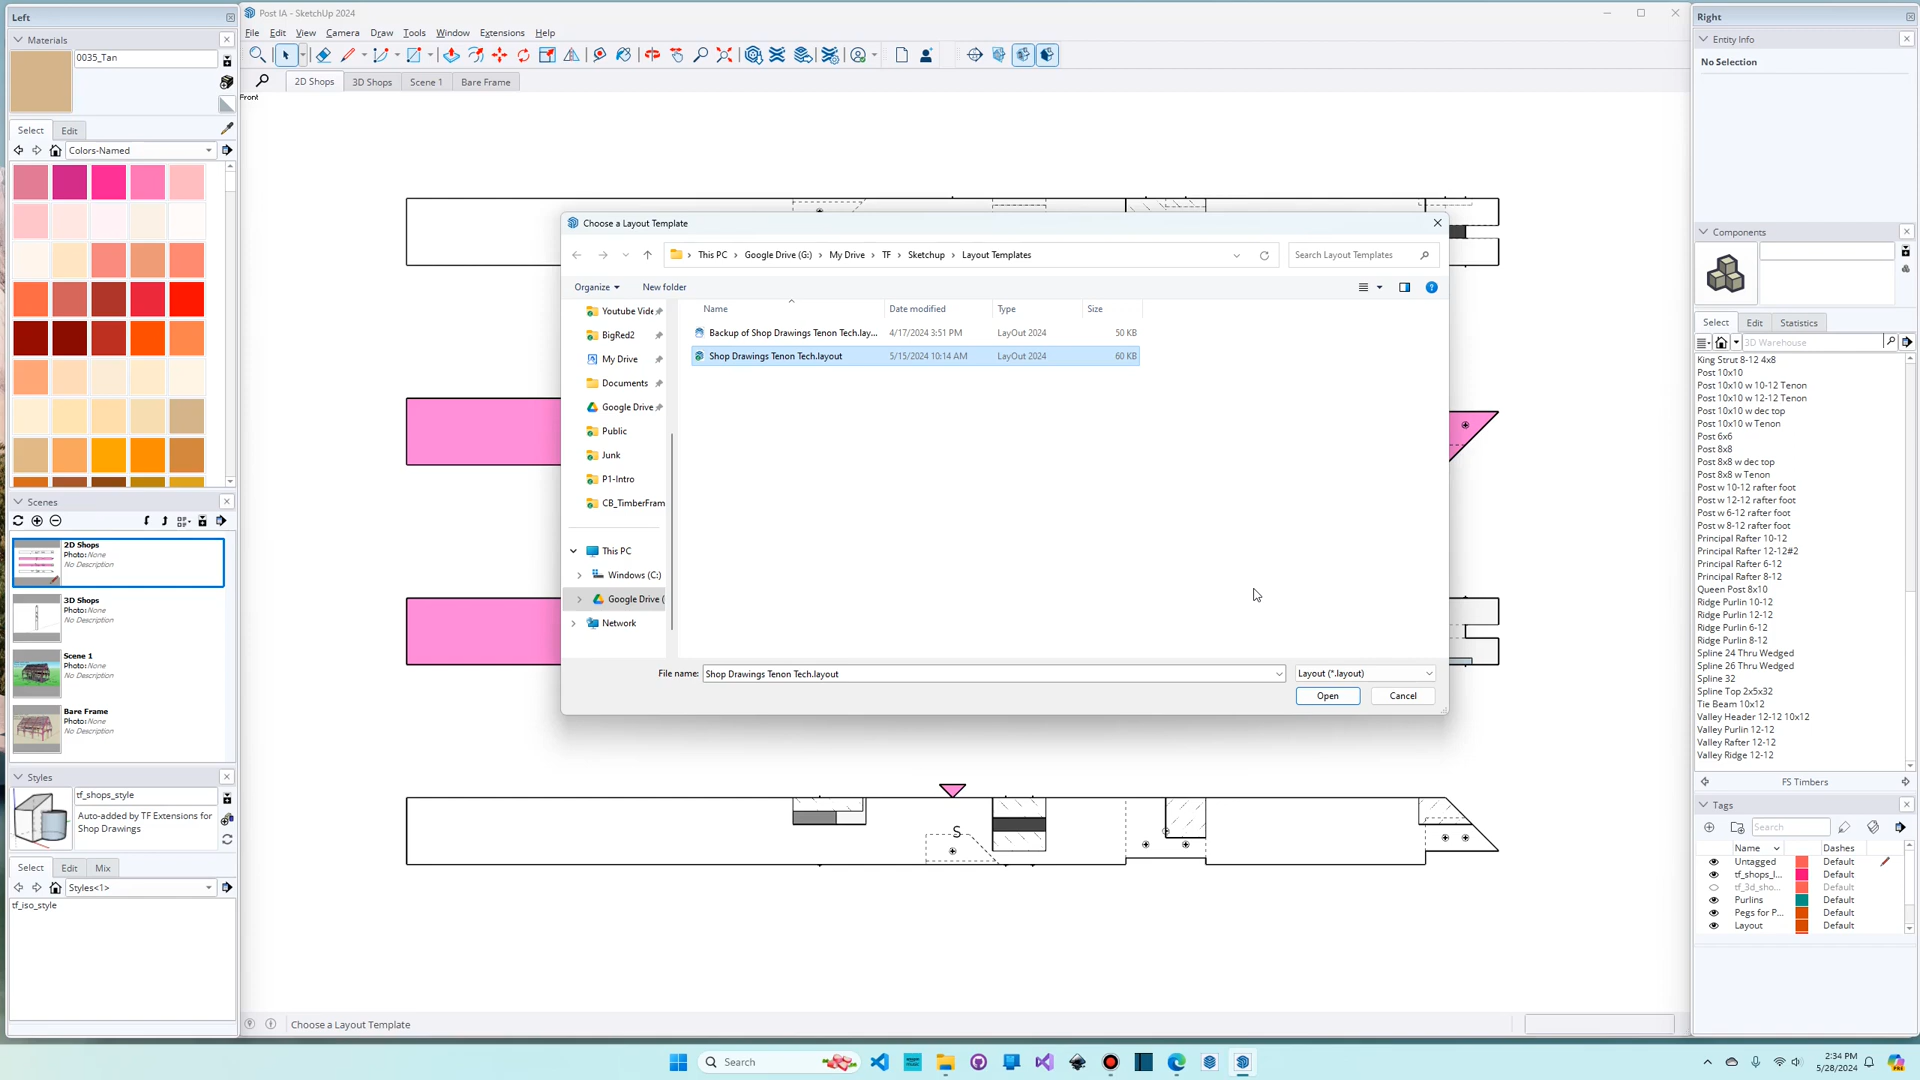 Left
Post IA - SketchUp 2024
Right
File Edit View Camera Draw Tools Window Extensions Help
Materials
0035_Tan
Entity Info
No Selection
2D Shops 3D Shops Scene 1 Bare Frame
Front
Select Edit
Colors-Named
Choose a Layout Template
This PC > Google Drive (G:) > My Drive > TF > Sketchup > Layout Templates
Search Layout Templates
Organize New folder
Name Date modified Type Size
Backup of Shop Drawings Tenon Tech.lay... 4/17/2024 3:51 PM LayOut 2024 50 KB
Shop Drawings Tenon Tech.layout 5/15/2024 10:14 AM LayOut 2024 60 KB
Youtube Vide
BigRed2
My Drive
Documents
Google Drive
Public
Junk
P1-Intro
CB_TimberFram
This PC
Windows (C:)
Google Drive (
Network
File name: Shop Drawings Tenon Tech.layout
Layout (*.layout)
Open Cancel
Components
Select Edit Statistics
3D Warehouse
King Strut 8-12 4x8
Post 10x10
Post 10x10 w 10-12 Tenon
Post 10x10 w 12-12 Tenon
Post 10x10 w dec top
Post 10x10 w Tenon
Post 6x6
Post 8x8
Post 8x8 w dec top
Post 8x8 w Tenon
Post w 10-12 rafter foot
Post w 12-12 rafter foot
Post w 6-12 rafter foot
Post w 8-12 rafter foot
Principal Rafter 10-12
Principal Rafter 12-12#2
Principal Rafter 6-12
Principal Rafter 8-12
Queen Post 8x10
Ridge Purlin 10-12
Ridge Purlin 12-12
Ridge Purlin 6-12
Ridge Purlin 8-12
Spline 24 Thru Wedged
Spline 26 Thru Wedged
Spline 32
Spline Top 2x5x32
Tie Beam 10x12
Valley Header 12-12 10x12
Valley Purlin 12-12
Valley Rafter 12-12
Valley Ridge 12-12
FS Timbers
Scenes
2D Shops
Photo: None
No Description
3D Shops
Photo: None
No Description
Scene 1
Photo: None
No Description
Bare Frame
Photo: None
No Description
Styles
tf_shops_style
Auto-added by TF Extensions for
Shop Drawings
Select Edit Mix
Styles<1>
tf_iso_style
S
Tags
Search
Name Dashes
Untagged Default
tf_shops_l... Default
tf_3d_sho... Default
Purlins Default
Pegs for P... Default
Layout Default
Choose a Layout Template
Search
2:34 PM
5/28/2024